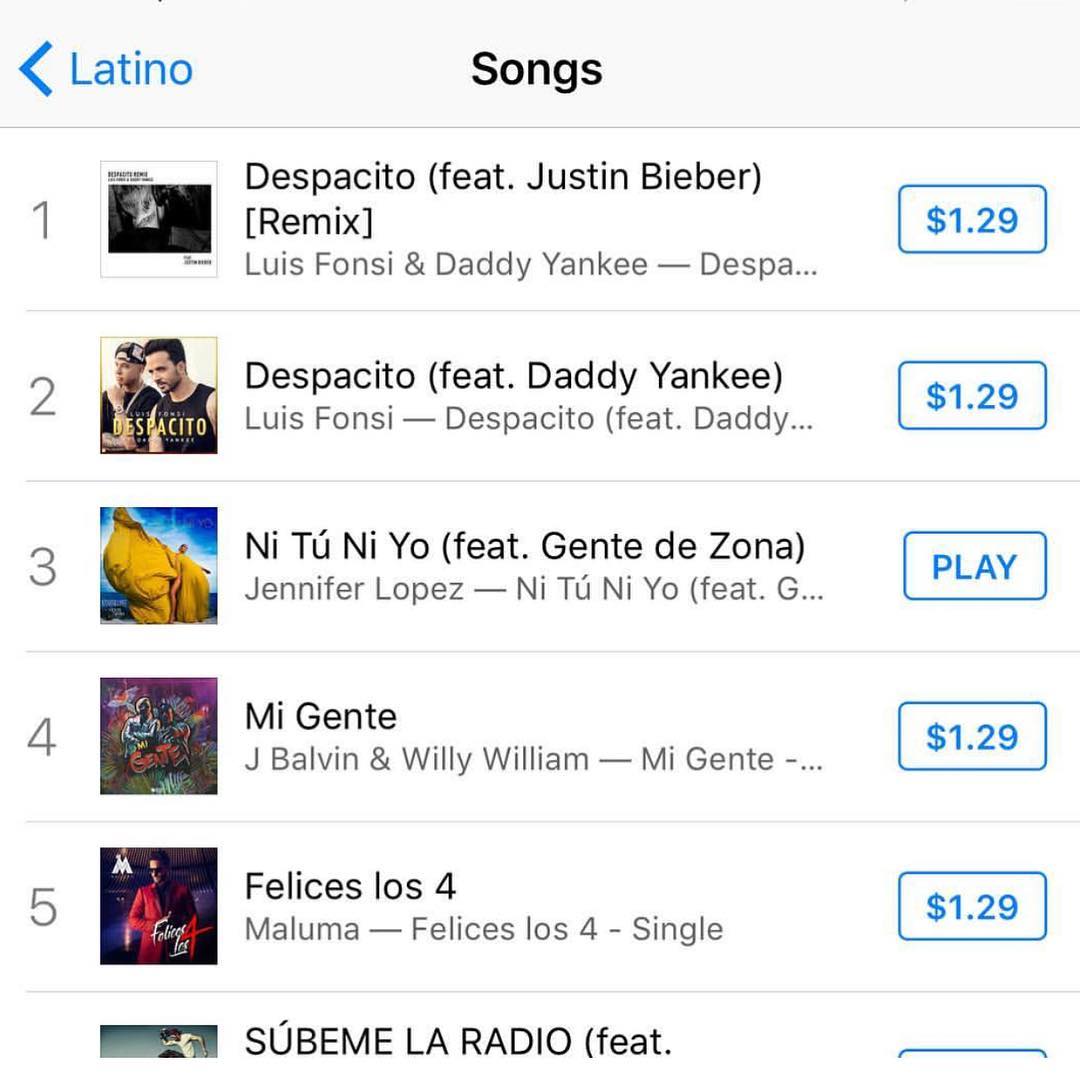 Latino
Songs
1
DESPACITO REMIX
LUIS FONSI & DADDY YANKEE
FEAT.
JUSTIN BIEBER
Despacito (feat. Justin Bieber)
[Remix]
Luis Fonsi & Daddy Yankee — Despa...
$1.29
2
LUIS FONSI
DESPACITO
DADDY YANKEE
Despacito (feat. Daddy Yankee)
Luis Fonsi — Despacito (feat. Daddy...
$1.29
3
Ni Tú Ni Yo (feat. Gente de Zona)
Jennifer Lopez — Ni Tú Ni Yo (feat. G...
PLAY
4
MI
GENTE
Mi Gente
J Balvin & Willy William — Mi Gente -...
$1.29
5
M
Felices
los 4
Felices los 4
Maluma — Felices los 4 - Single
$1.29
SÚBEME LA RADIO (feat.